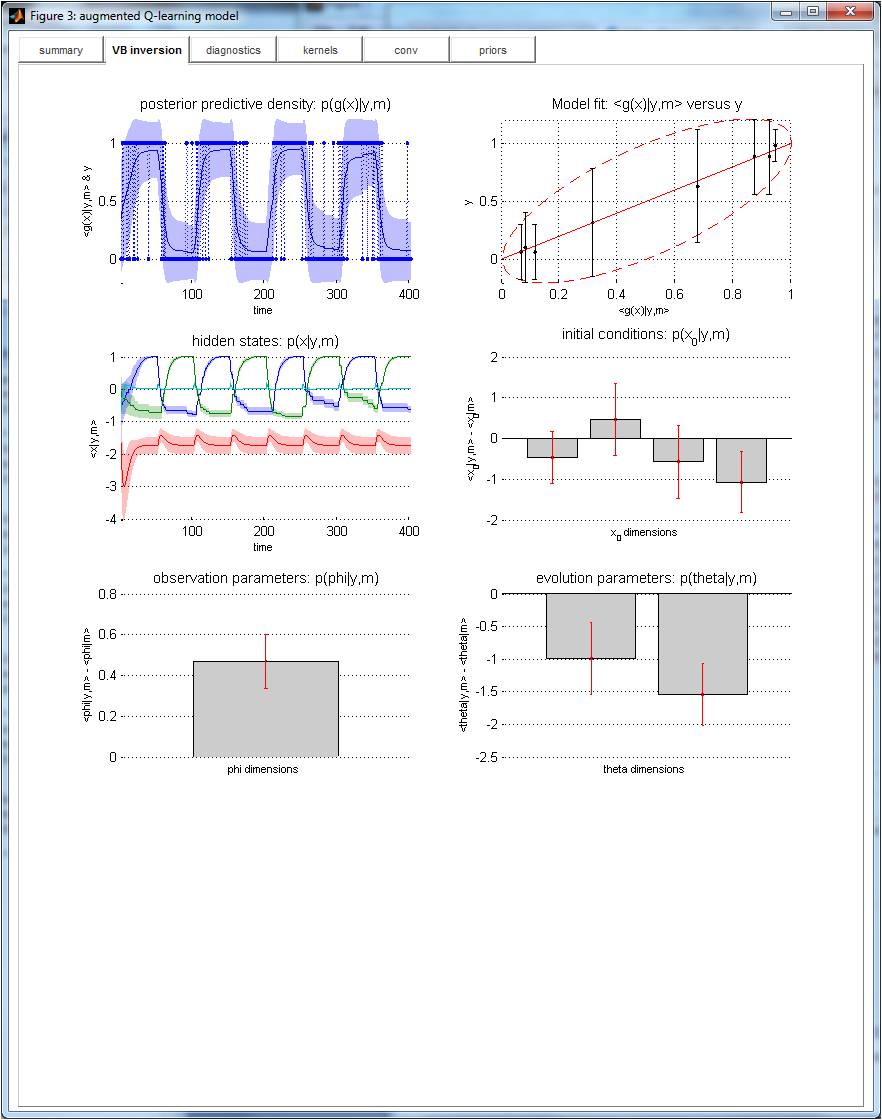 Figure 3: augmented Q-learning model
summary VB inversion diagnostics kernels conv priors
posterior predictive density: p(g(x)|y,m)
<g(x)|y,m> & y
1
0.5
0
100 200 300 400
time
Model fit: <g(x)|y,m> versus y
y
1
0.5
0
0 0.2 0.4 0.6 0.8 1
<g(x)|y,m>
hidden states: p(x|y,m)
<x|y,m>
1
0
-1
-2
-3
-4
100 200 300 400
time
initial conditions: p(x0|y,m)
<x0|y,m> - <x0|m>
2
1
0
-1
-2
x0 dimensions
observation parameters: p(phi|y,m)
<phi|y,m> - <phi|m>
0.8
0.6
0.4
0.2
0
phi dimensions
evolution parameters: p(theta|y,m)
<theta|y,m> - <theta|m>
0
-0.5
-1
-1.5
-2
-2.5
theta dimensions